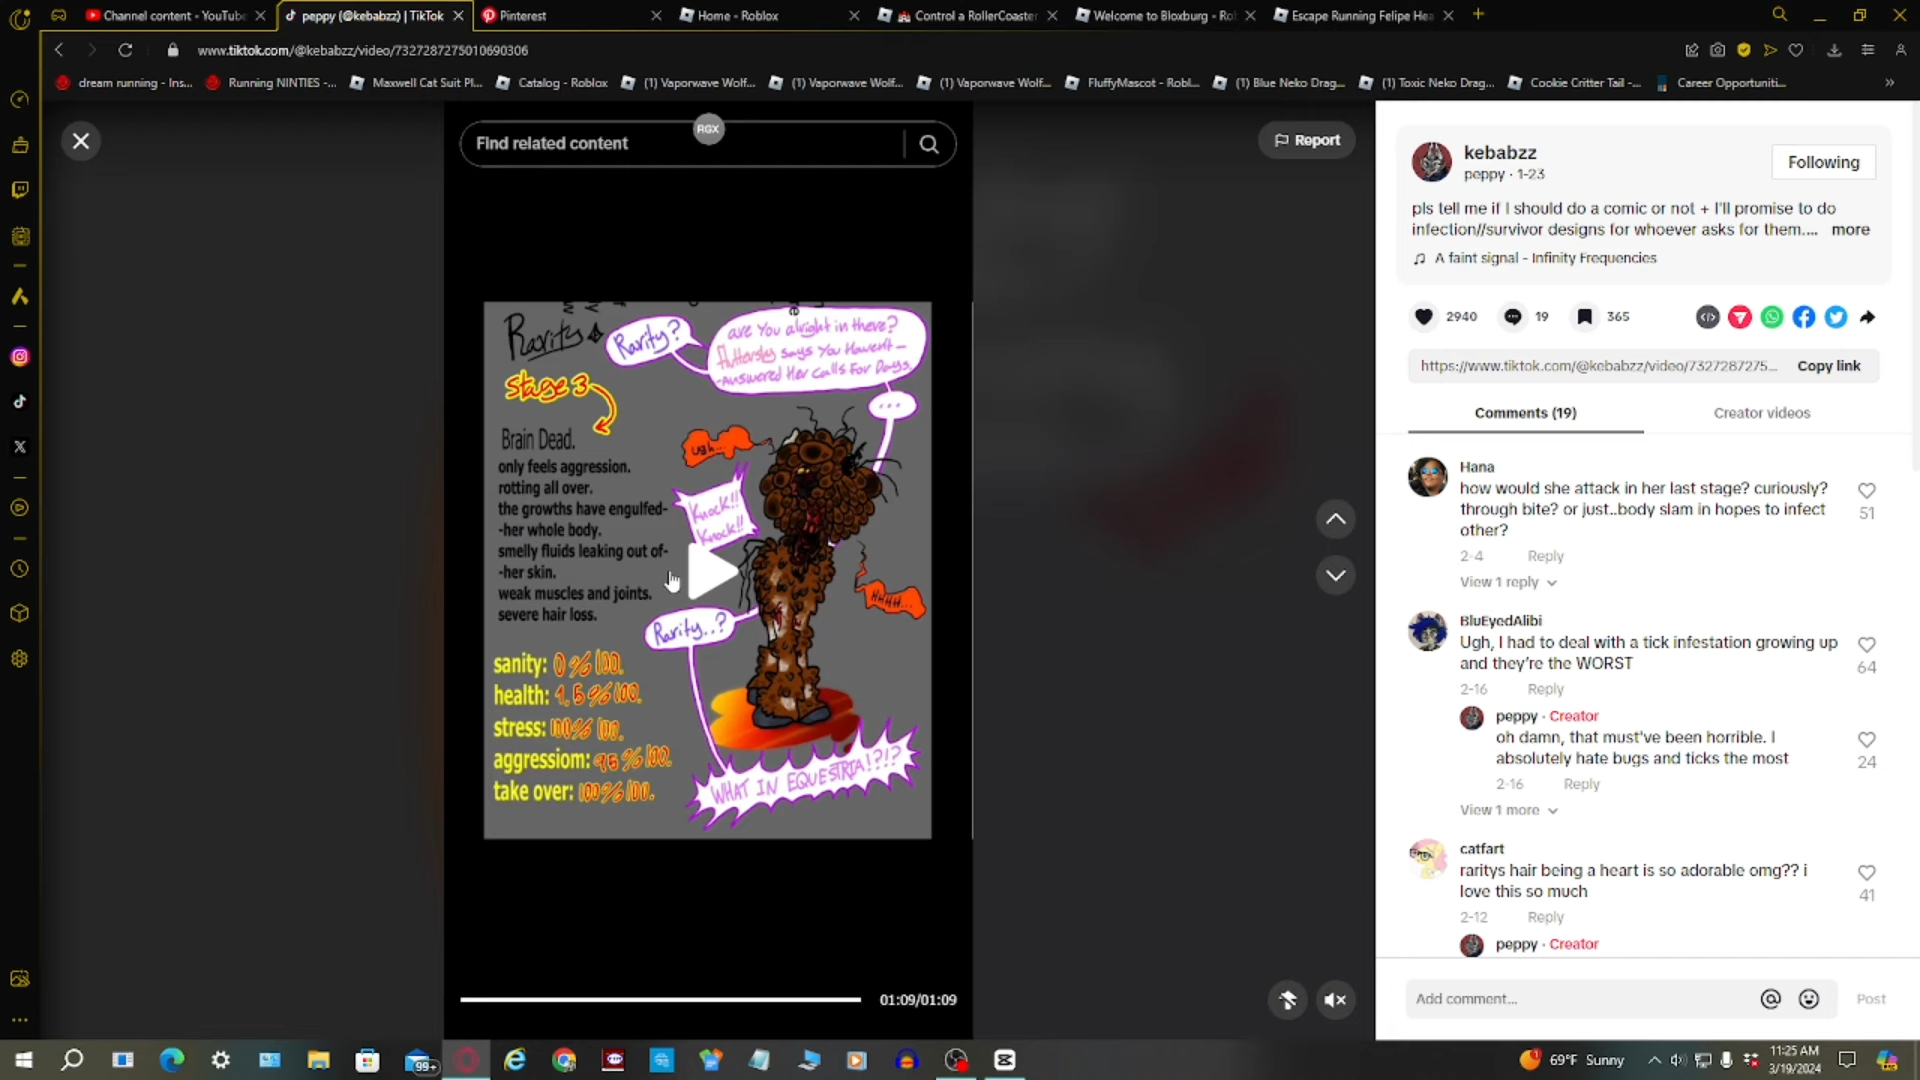 Channel content - YouTube
peppy (@kebabzz) | TikTok
Pinterest
Home - Roblox
Control a RollerCoaster
Welcome to Bloxburg - Ro
Escape Running Felipe Hea
www.tiktok.com/@kebabzz/video/7327287275010690306
dream running - Ins...
Running NINTIES -...
Maxwell Cat Suit Pl...
Catalog - Roblox
(1) Vaporwave Wolf...
(1) Vaporwave Wolf...
(1) Vaporwave Wolf...
FluffyMascot - Robl...
(1) Blue Neko Drag...
(1) Toxic Neko Drag...
Cookie Critter Tail -...
Career Opportuniti...
Find related content
RGX
Report
Rarity
Rarity?
are You alright in there?
fluttershy says You Haven't-
-Answered Her Calls For Days.
Stage 3
...
Brain Dead.
only feels aggression.
rotting all over.
the growths have engulfed-
-her whole body.
smelly fluids leaking out of-
-her skin.
weak muscles and joints.
severe hair loss.
ugh...
Knock!!
Knock!!
HHHH...
Rarity..?
sanity: 0%100.
health: 1.5%100.
stress: 100%100.
aggressiom: 95%100.
take over: 100%100.
WHAT IN EQUESTRIA!?!?
01:09/01:09
kebabzz
peppy · 1-23
Following
pls tell me if I should do a comic or not + I'll promise to do
infection//survivor designs for whoever asks for them.... more
A faint signal - Infinity Frequencies
2940
19
365
https://www.tiktok.com/@kebabzz/video/7327287275...
Copy link
Comments (19)
Creator videos
Hana
how would she attack in her last stage? curiously?
through bite? or just..body slam in hopes to infect
other?
51
2-4
Reply
View 1 reply
BluEyedAlibi
Ugh, I had to deal with a tick infestation growing up
and they're the WORST
64
2-16
Reply
peppy · Creator
oh damn, that must've been horrible. I
absolutely hate bugs and ticks the most
24
2-16
Reply
View 1 more
catfart
raritys hair being a heart is so adorable omg?? i
love this so much
41
2-12
Reply
peppy · Creator
Add comment...
Post
99+
69°F Sunny
11:25 AM
3/19/2024